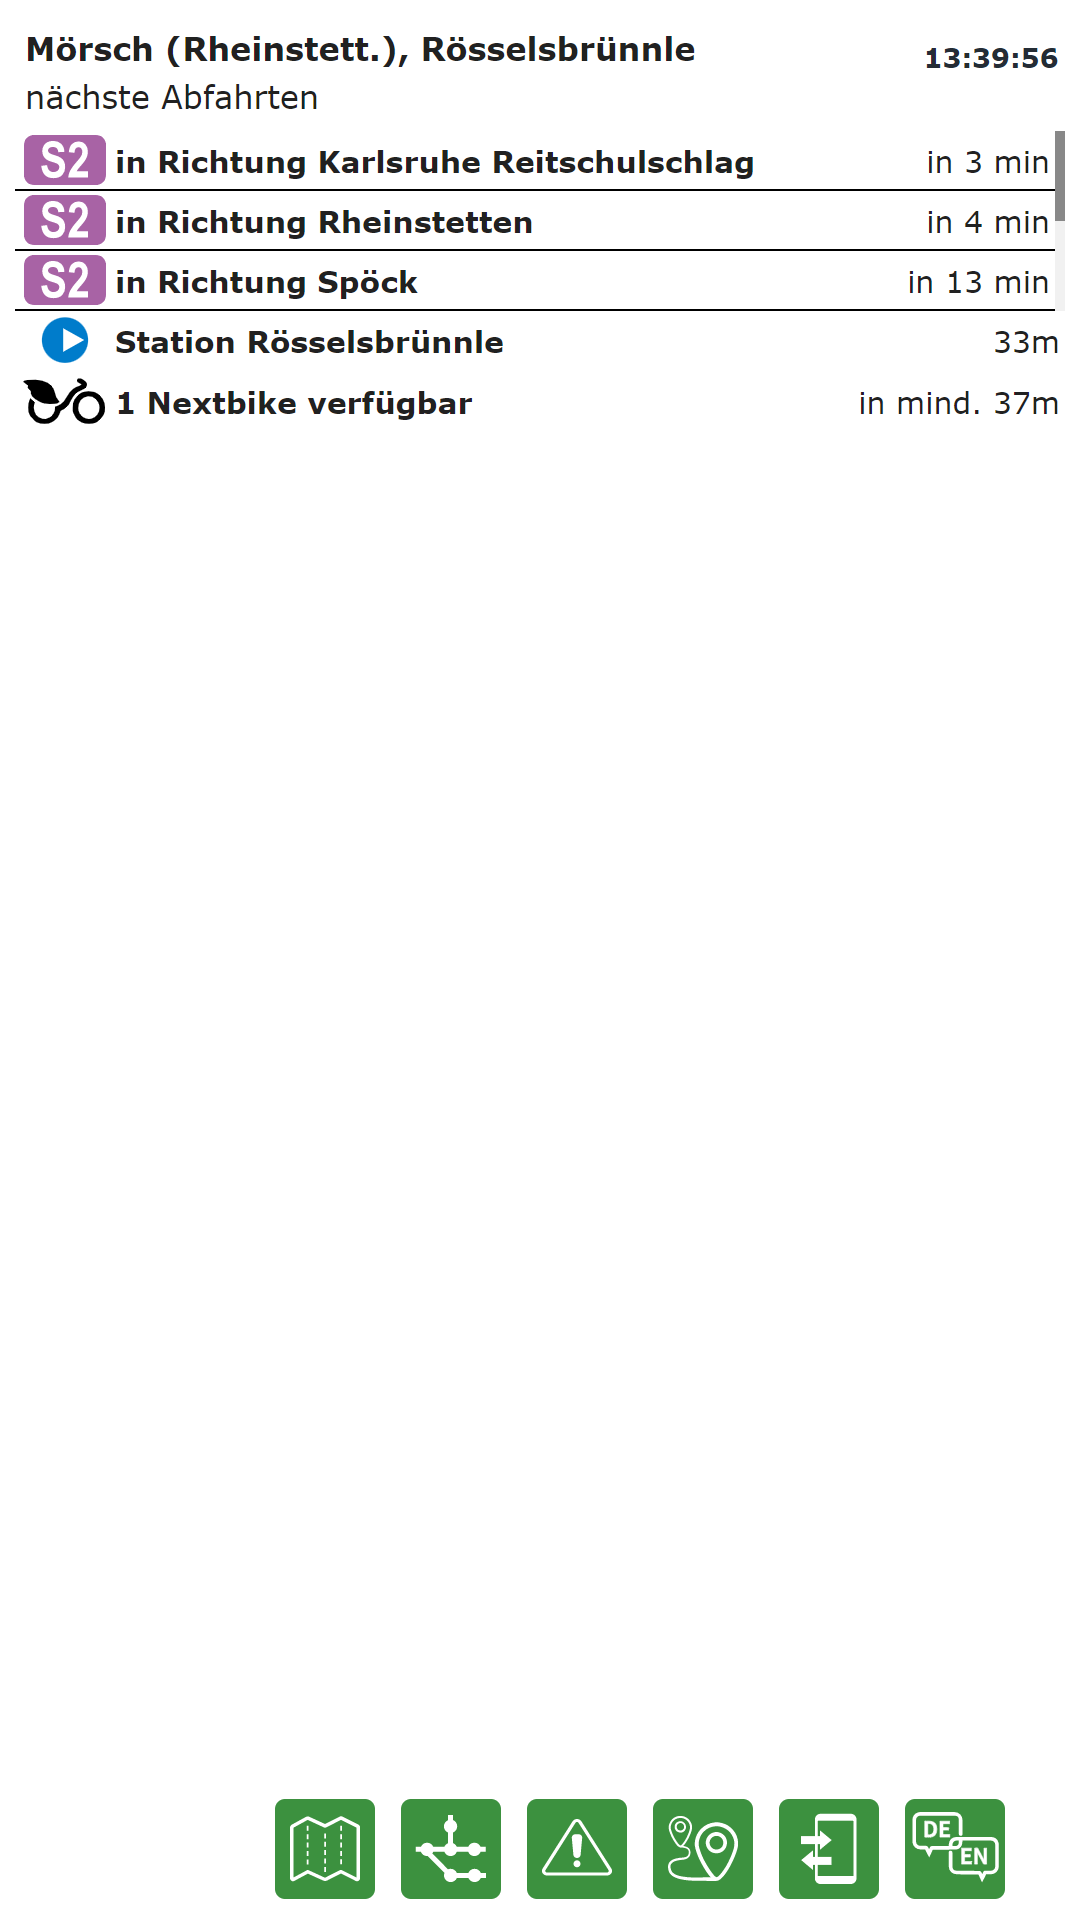 Mörsch (Rheinstett.), Rösselsbrünnle
13:39:56
nächste Abfahrten
S2 in Richtung Karlsruhe Reitschulschlag in 3 min
S2 in Richtung Rheinstetten in 4 min
S2 in Richtung Spöck in 13 min
Station Rösselsbrünnle 33m
1 Nextbike verfügbar in mind. 37m
DE
EN